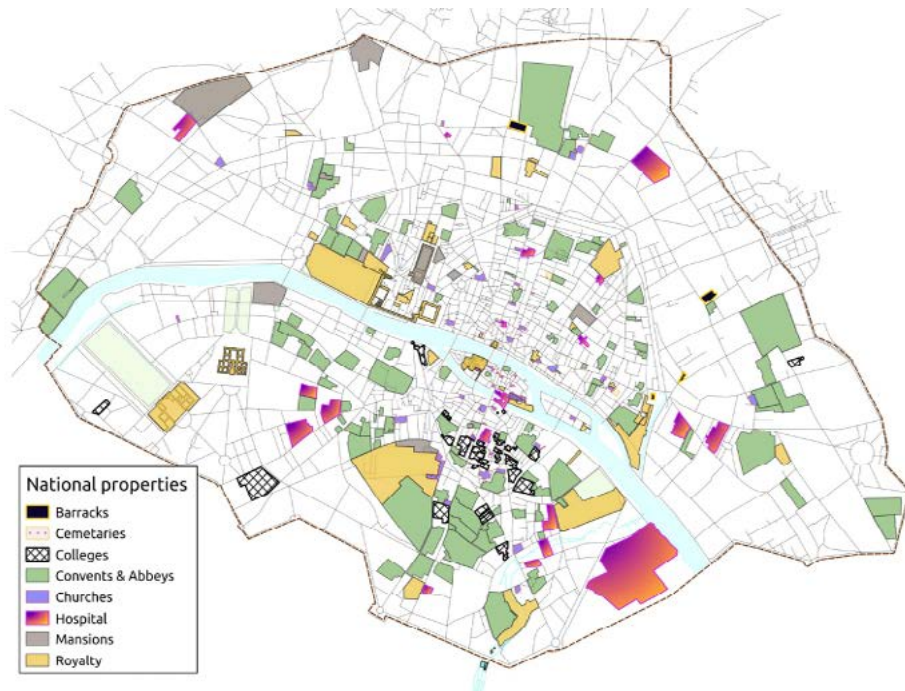 National properties
Barracks
Cemetaries
Colleges
Convents & Abbeys
Churches
Hospital
Mansions
Royalty